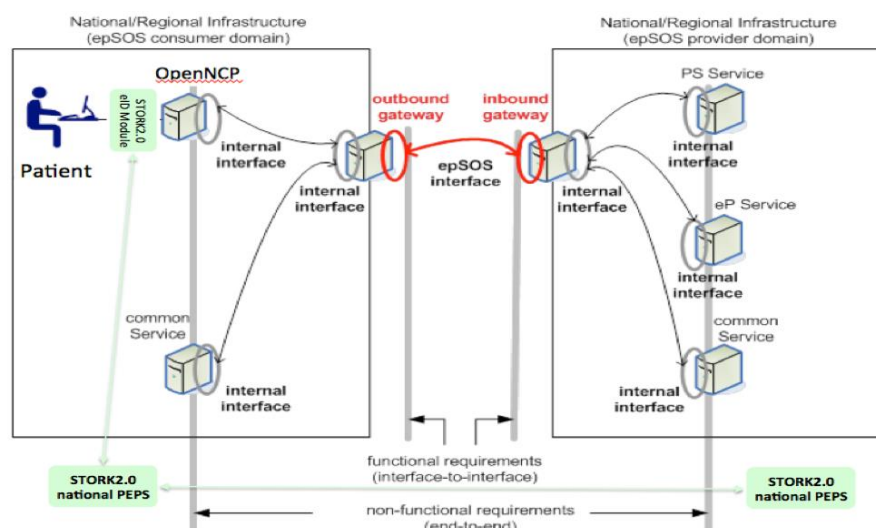 National/Regional Infrastructure
(epSOS consumer domain)
National/Regional Infrastructure
(epSOS provider domain)
OpenNCP
STORK2.0
eID Module
Patient
internal
interface
internal
interface
common
Service
internal
interface
outbound
gateway
inbound
gateway
epSOS
interface
internal
interface
PS Service
internal
interface
eP Service
internal
interface
common
Service
internal
interface
functional requirements
(interface-to-interface)
STORK2.0
national PEPS
STORK2.0
national PEPS
non-functional requirements
(end-to-end)